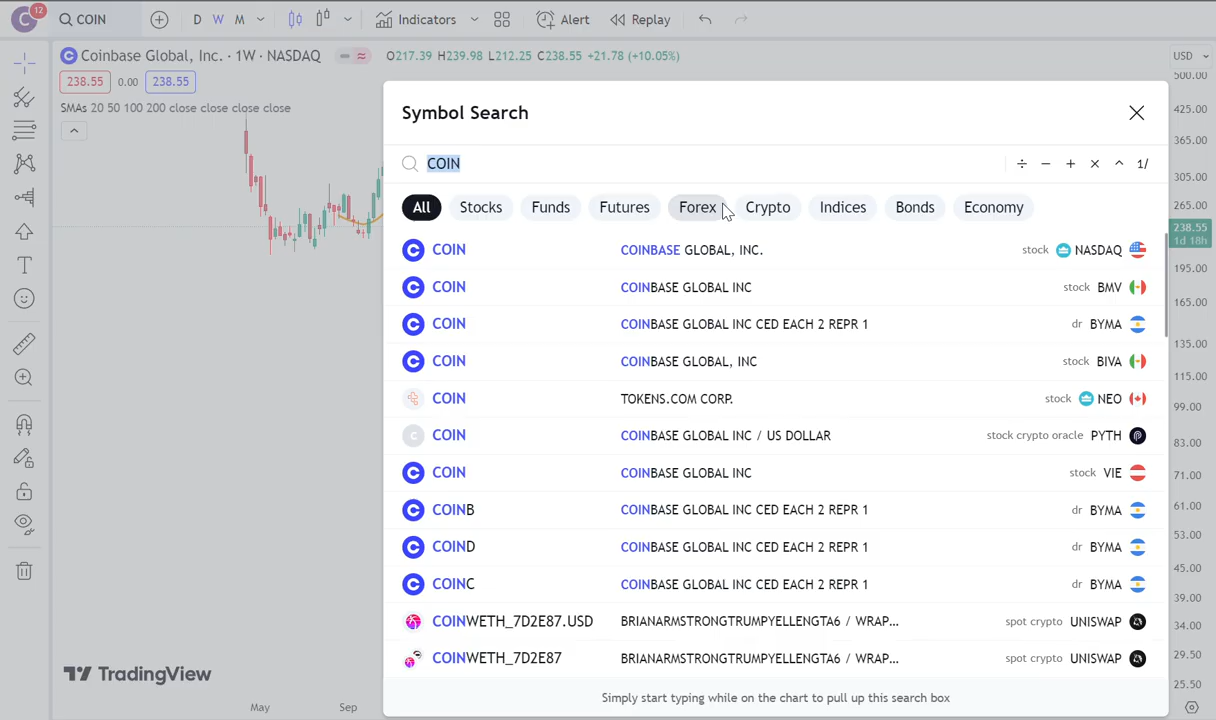 C 12 COIN D W M Indicators Alert Replay
Coinbase Global, Inc. · 1W · NASDAQ O217.39 H239.98 L212.25 C238.55 +21.78 (+10.05%) USD
238.55 0.00 238.55
SMAs 20 50 100 200 close close close close
Symbol Search
COIN ÷ − + × ^ 1/
All Stocks Funds Futures Forex Crypto Indices Bonds Economy
COIN COINBASE GLOBAL, INC. stock NASDAQ
COIN COINBASE GLOBAL INC stock BMV
COIN COINBASE GLOBAL INC CED EACH 2 REPR 1 dr BYMA
COIN COINBASE GLOBAL, INC stock BIVA
COIN TOKENS.COM CORP. stock NEO
C COIN COINBASE GLOBAL INC / US DOLLAR stock crypto oracle PYTH
COIN COINBASE GLOBAL INC stock VIE
COINB COINBASE GLOBAL INC CED EACH 2 REPR 1 dr BYMA
COIND COINBASE GLOBAL INC CED EACH 2 REPR 1 dr BYMA
COINC COINBASE GLOBAL INC CED EACH 2 REPR 1 dr BYMA
COINWETH_7D2E87.USD BRIANARMSTRONGTRUMPYELLENGTA6 / WRAP... spot crypto UNISWAP
COINWETH_7D2E87 BRIANARMSTRONGTRUMPYELLENGTA6 / WRAP... spot crypto UNISWAP
Simply start typing while on the chart to pull up this search box
500.00
425.00
365.00
305.00
265.00
238.55
1d 18h
195.00
165.00
135.00
115.00
99.00
83.00
71.00
61.00
53.00
45.00
39.00
34.00
29.50
25.50
TradingView
May Sep